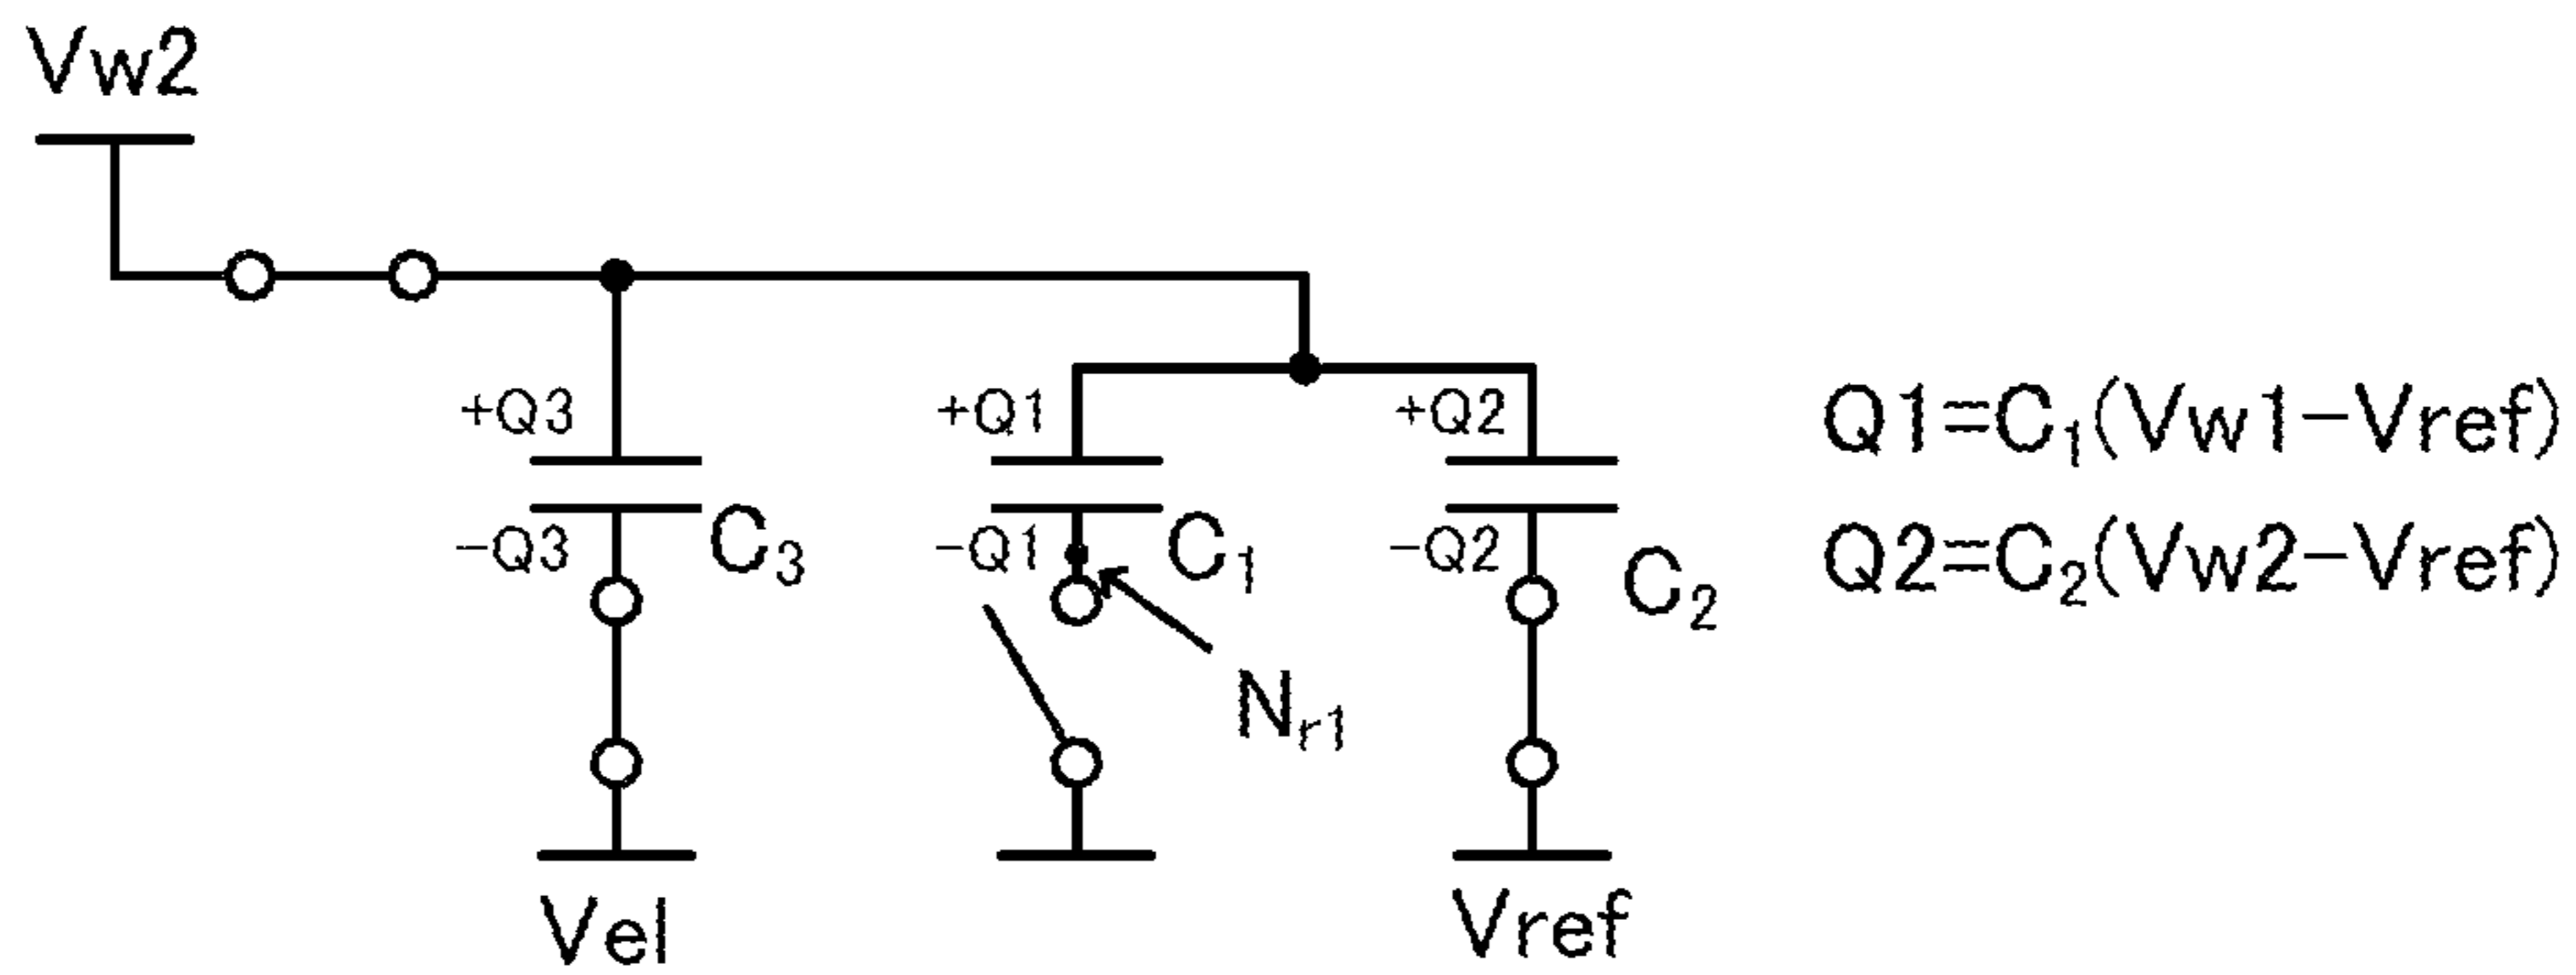 Vw2
+Q3
+Q1
+Q2
Q1=C₁(Vw1-Vref)
-Q3
C₃
-Q1
C₁
-Q2
C₂
Q2=C₂(Vw2-Vref)
Nr1
Vel
Vref